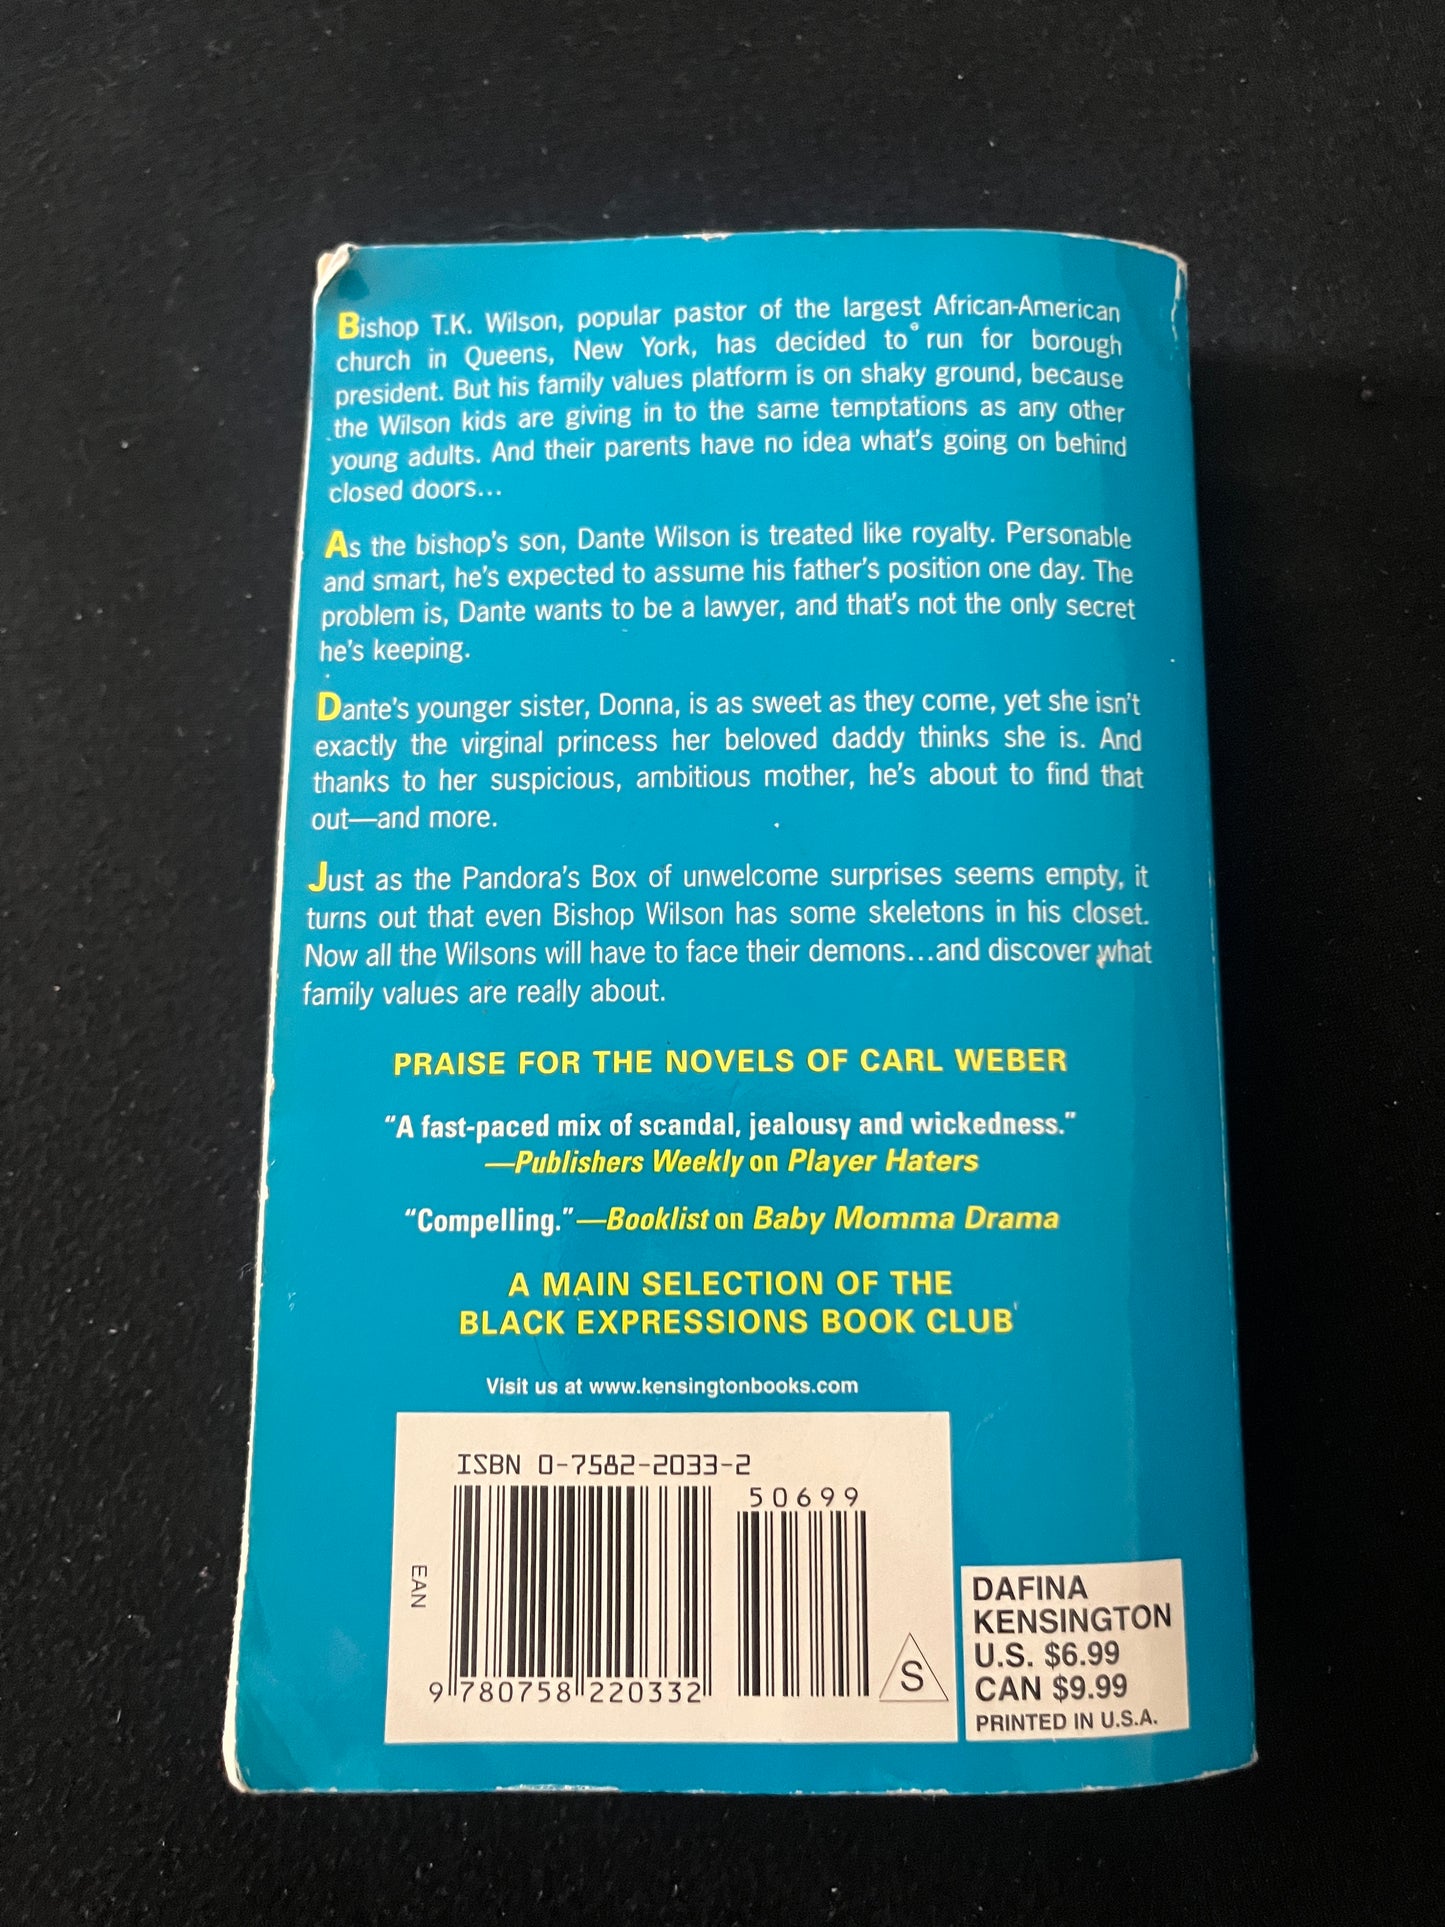 Bishop T.K. Wilson, popular pastor of the largest African-American
church in Queens, New York, has decided to run for borough
president. But his family values platform is on shaky ground, because
the Wilson kids are giving in to the same temptations as any other
young adults. And their parents have no idea what's going on behind
closed doors...
As the bishop's son, Dante Wilson is treated like royalty. Personable
and smart, he's expected to assume his father's position one day. The
problem is, Dante wants to be a lawyer, and that's not the only secret
he's keeping.
Dante's younger sister, Donna, is as sweet as they come, yet she isn't
exactly the virginal princess her beloved daddy thinks she is. And
thanks to her suspicious, ambitious mother, he's about to find that
out—and more.
Just as the Pandora's Box of unwelcome surprises seems empty, it
turns out that even Bishop Wilson has some skeletons in his closet.
Now all the Wilsons will have to face their demons...and discover what
family values are really about.
PRAISE FOR THE NOVELS OF CARL WEBER
"A fast-paced mix of scandal, jealousy and wickedness."
—Publishers Weekly on Player Haters
"Compelling."—Booklist on Baby Momma Drama
A MAIN SELECTION OF THE
BLACK EXPRESSIONS BOOK CLUB
Visit us at www.kensingtonbooks.com
ISBN 0-7582-2033-2
50699
EAN
9 780758 220332
S
DAFINA
KENSINGTON
U.S. $6.99
CAN $9.99
PRINTED IN U.S.A.